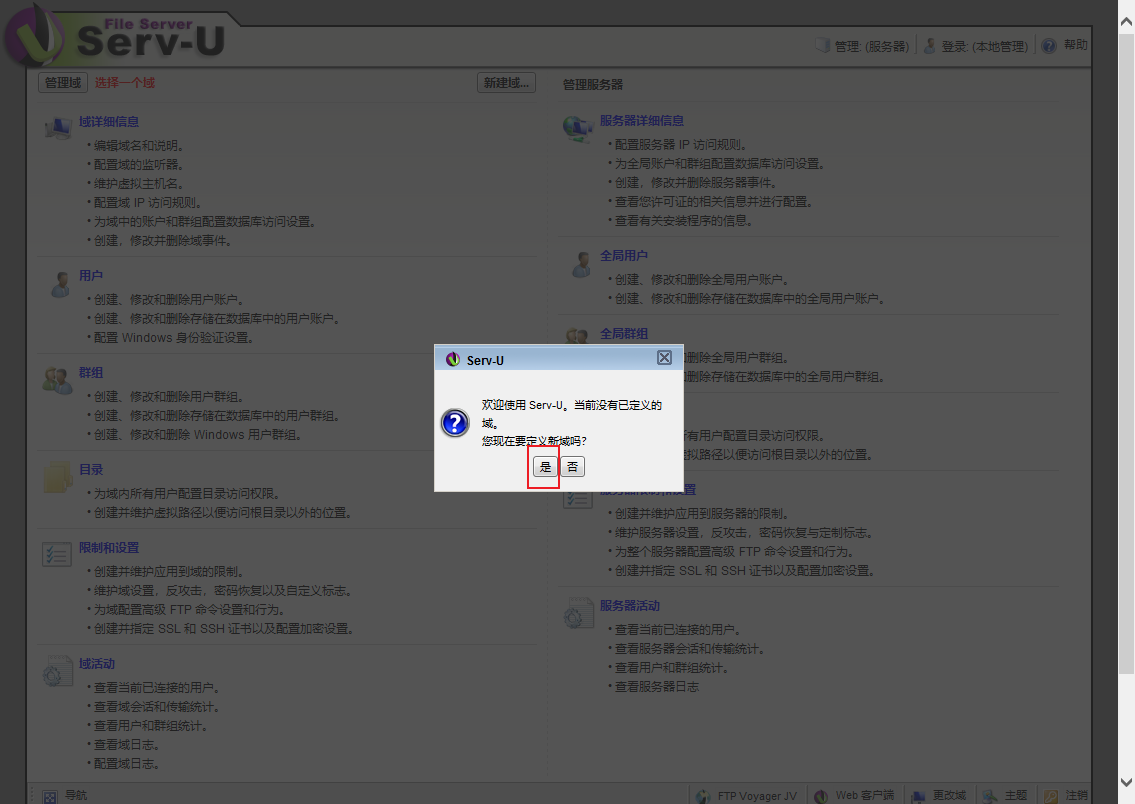 File Server
Serv-U
管理: (服务器)
登录: (本地管理)
帮助
管理域
选择一个域
新建域...
域详细信息
•编辑域名和说明。
•配置域的监听器。
•维护虚拟主机名。
•配置域 IP 访问规则。
•为域中的账户和群组配置数据库访问设置。
•创建，修改并删除域事件。
用户
•创建、修改和删除用户账户。
•创建、修改和删除存储在数据库中的用户账户。
•配置 Windows 身份验证设置。
群组
•创建、修改和删除用户群组。
•创建、修改和删除存储在数据库中的用户群组。
•创建、修改和删除 Windows 用户群组。
目录
•为域内所有用户配置目录访问权限。
•创建并维护虚拟路径以便访问根目录以外的位置。
限制和设置
•创建并维护应用到域的限制。
•维护域设置，反攻击，密码恢复以及自定义标志。
•为域配置高级 FTP 命令设置和行为。
•创建并指定 SSL 和 SSH 证书以及配置加密设置。
域活动
•查看当前已连接的用户。
•查看域会话和传输统计。
•查看用户和群组统计。
•查看域日志。
•配置域日志。
管理服务器
服务器详细信息
•配置服务器 IP 访问规则。
•为全局账户和群组配置数据库访问设置。
•创建，修改并删除服务器事件。
•查看您许可证的相关信息并进行配置。
•查看有关安装程序的信息。
全局用户
•创建、修改和删除全局用户账户。
•创建、修改和删除存储在数据库中的全局用户账户。
全局群组
删除全局用户群组。
删除存储在数据库中的全局用户群组。
有用户配置目录访问权限。
拟路径以便访问根目录以外的位置。
服务器限制和设置
•创建并维护应用到服务器的限制。
•维护服务器设置，反攻击，密码恢复与定制标志。
•为整个服务器配置高级 FTP 命令设置和行为。
•创建并指定 SSL 和 SSH 证书以及配置加密设置。
服务器活动
•查看当前已连接的用户。
•查看服务器会话和传输统计。
•查看用户和群组统计。
•查看服务器日志
Serv-U
欢迎使用 Serv-U。当前没有已定义的
域。
您现在要定义新域吗?
是
否
导航
FTP Voyager JV
Web 客户端
更改域
主题
注销